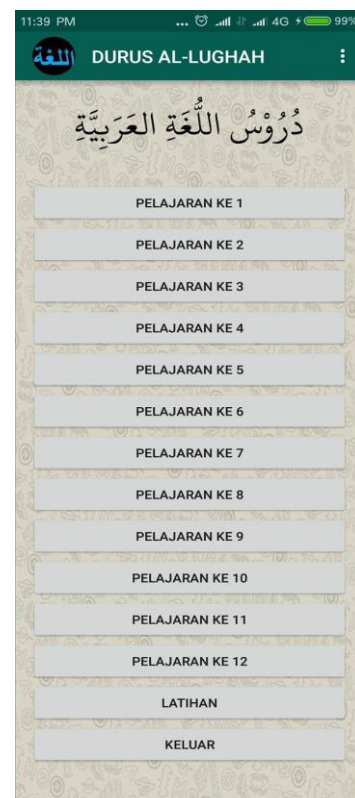 11:39 PM ... 4G 99%
اللغة DURUS AL-LUGHAH
دُرُوْسُ اللُّغَةِ العَرَبِيَّةِ
PELAJARAN KE 1
PELAJARAN KE 2
PELAJARAN KE 3
PELAJARAN KE 4
PELAJARAN KE 5
PELAJARAN KE 6
PELAJARAN KE 7
PELAJARAN KE 8
PELAJARAN KE 9
PELAJARAN KE 10
PELAJARAN KE 11
PELAJARAN KE 12
LATIHAN
KELUAR